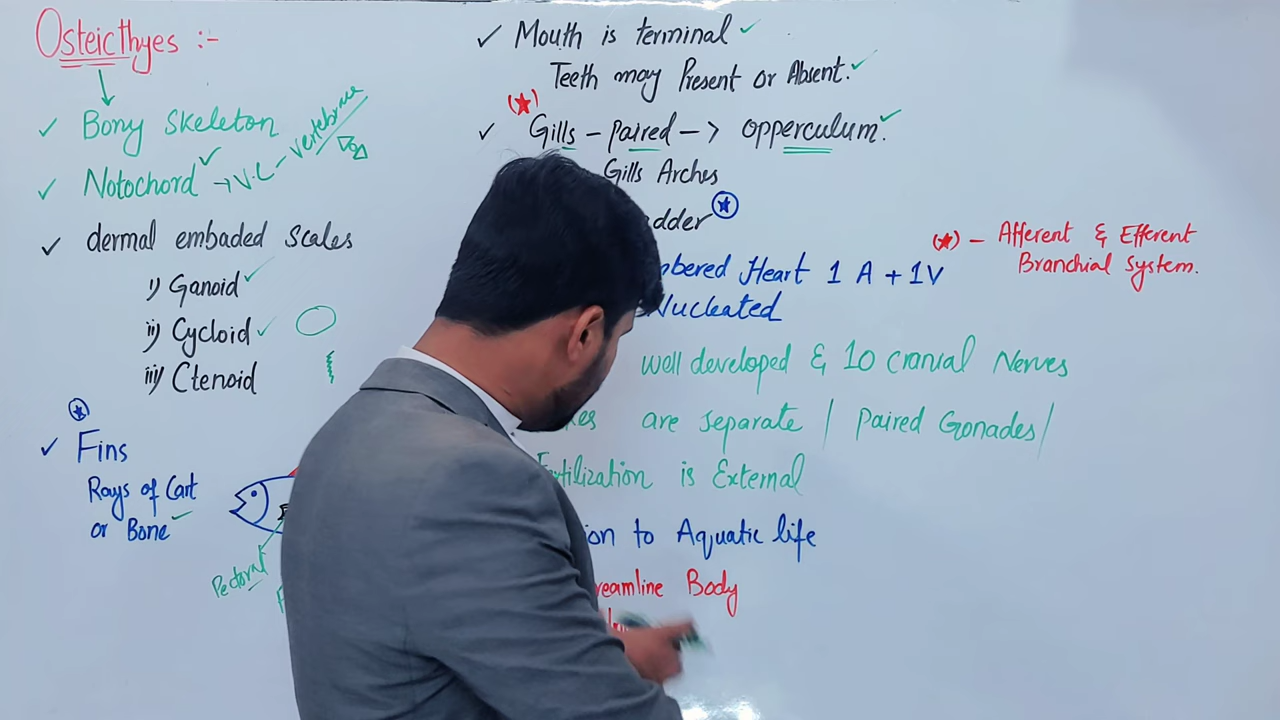 Osteicthyes :-
Bony Skeleton
Notochord → V.C - Vertebrae
dermal embaded Scales
i) Ganoid
ii) Cycloid
iii) Ctenoid
Fins
Rays of Cart
or Bone
Pectoral
Mouth is terminal
Teeth may Present or Absent.
Gills - paired -> opperculum.
Gills Arches
adder
bered Heart 1 A + 1V
Nucleated
well developed & 10 cranial Nerves
are separate / Paired Gonades/
Fertilization is External
ion to Aquatic life
reamline Body
(*) - Afferent & Efferent
Branchial System.